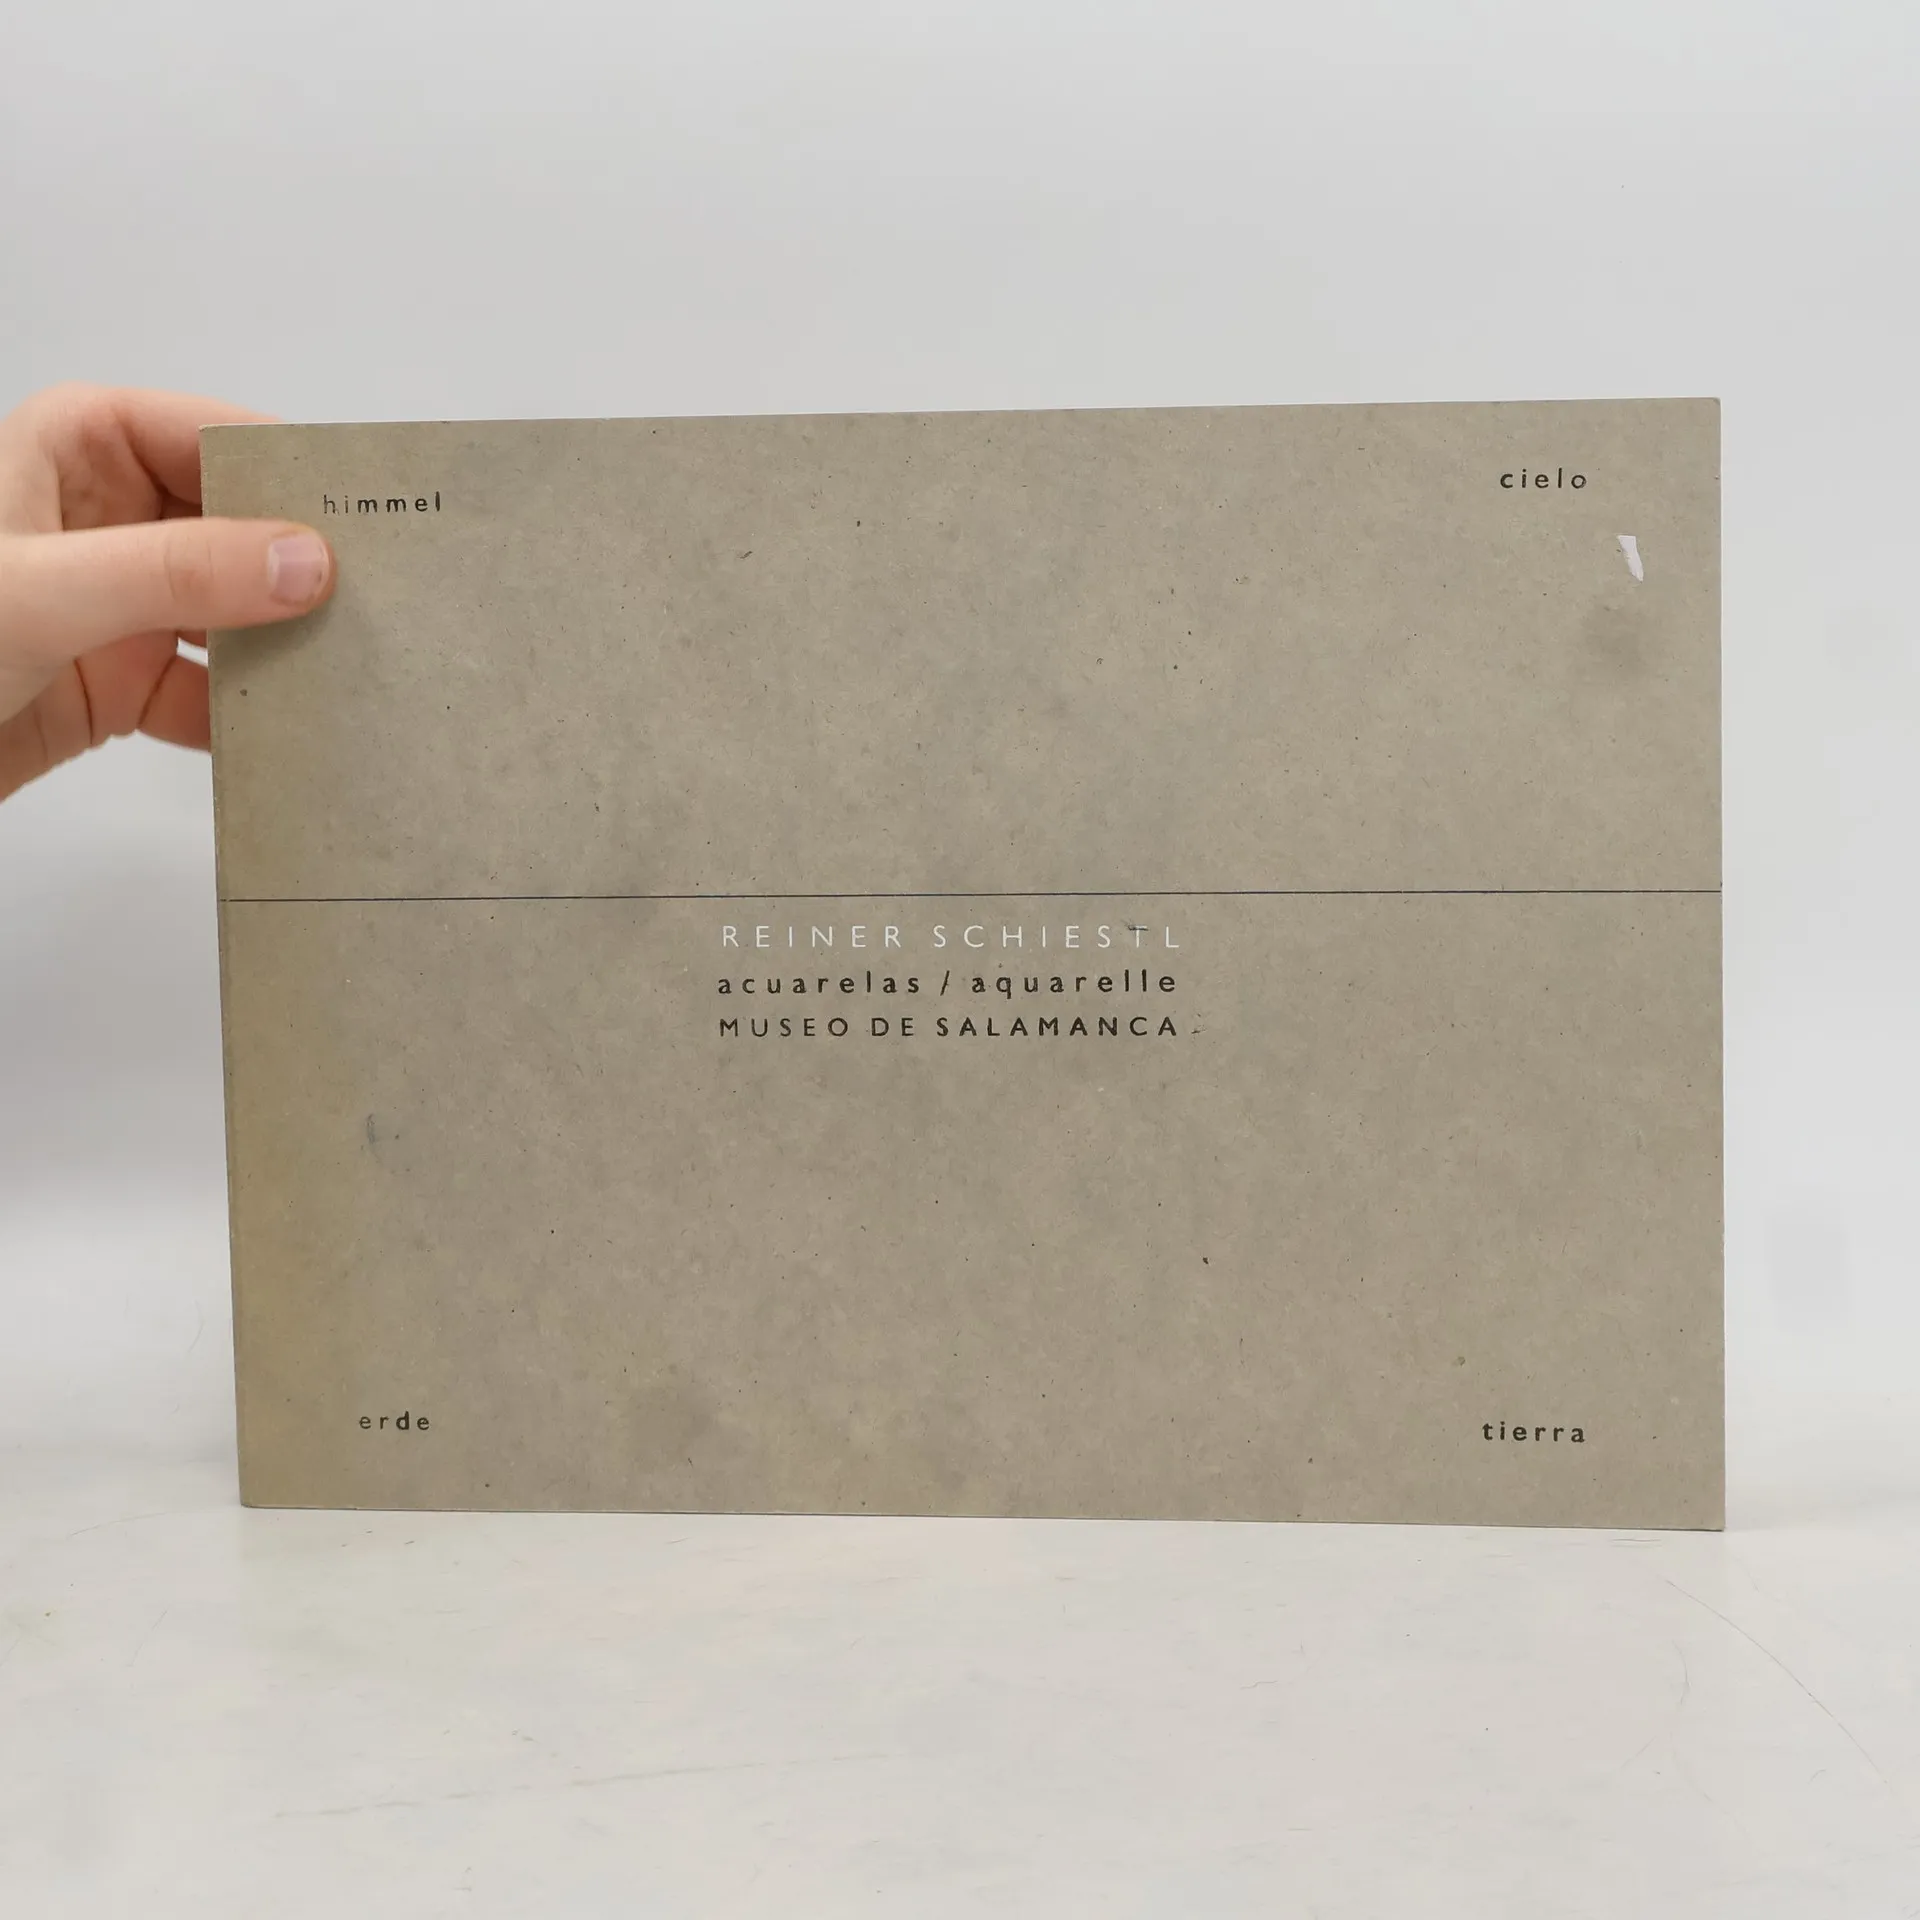 himmel
cielo
REINER SCHIESTL
acuarelas / aquarelle
MUSEO DE SALAMANCA
erde
tierra